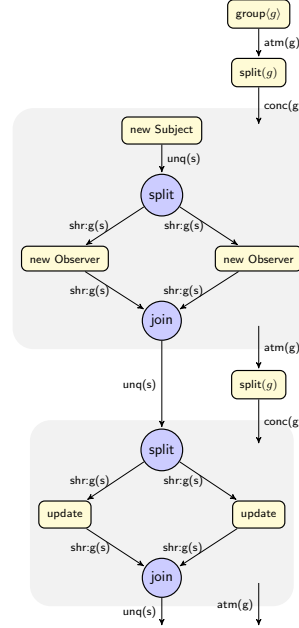 group⟨g⟩
atm(g)
split(g)
conc(g
new Subject
unq(s)
split
shr:g(s) shr:g(s)
new Observer new Observer
shr:g(s) shr:g(s)
join
atm(g)
unq(s) split(g)
conc(g
split
shr:g(s) shr:g(s)
update update
shr:g(s) shr:g(s)
join
unq(s) atm(g)